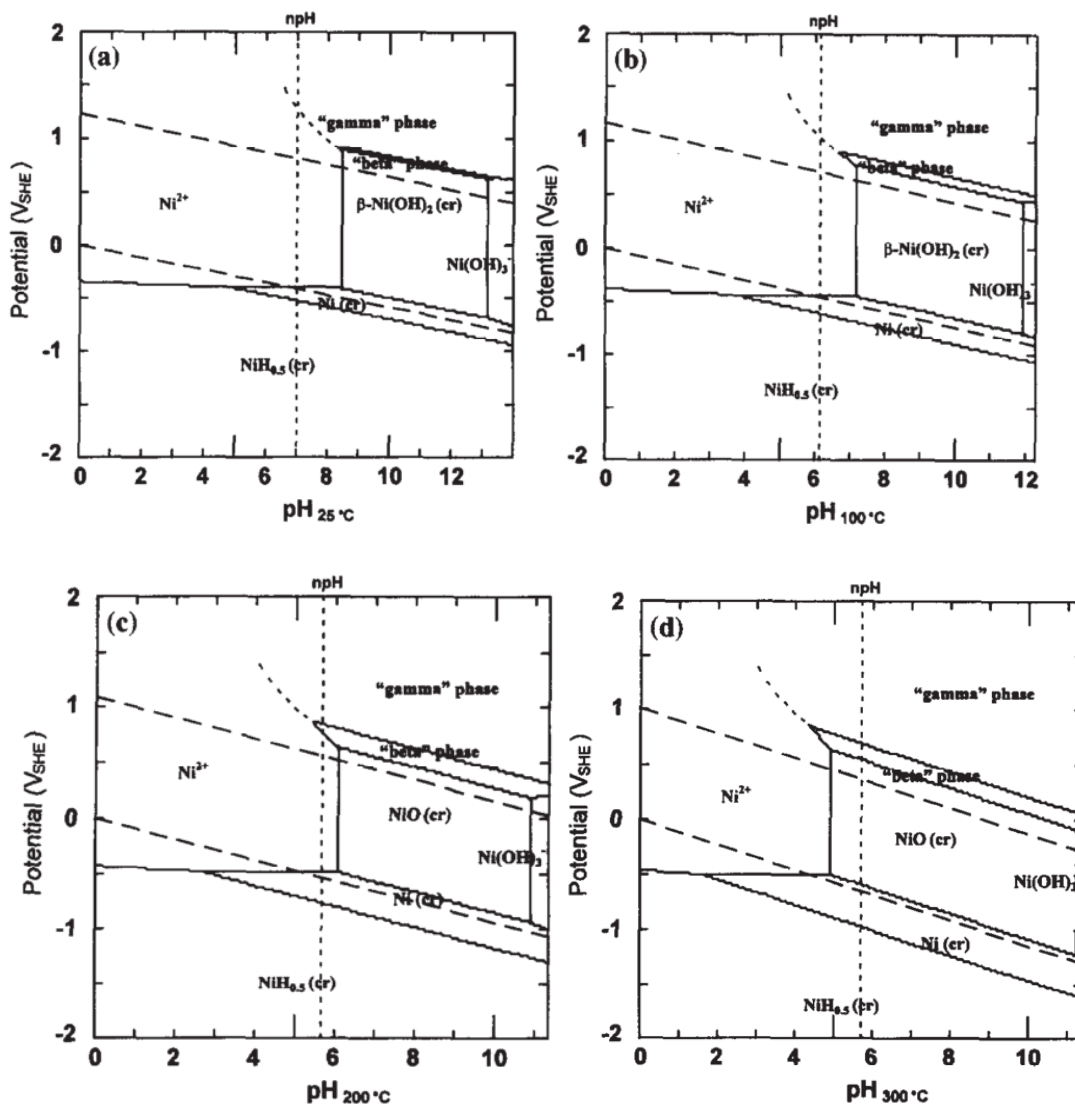 npH
(a)
2
1
0
-1
-2
Potential (V_SHE)
"gamma" phase
"beta" phase
Ni²⁺
β-Ni(OH)₂ (cr)
Ni(OH)₃⁻
Ni (cr)
NiH₀.₅ (cr)
0 2 4 6 8 10 12
pH 25 °C
npH
(b)
2
1
0
-1
-2
Potential (V_SHE)
"gamma" phase
"beta" phase
Ni²⁺
β-Ni(OH)₂ (cr)
Ni(OH)₃
Ni (cr)
NiH₀.₅ (cr)
0 2 4 6 8 10 12
pH 100 °C
npH
(c)
2
1
0
-1
-2
Potential (V_SHE)
"gamma" phase
"beta" phase
Ni²⁺
NiO (cr)
Ni(OH)₃
Ni (cr)
NiH₀.₅ (cr)
0 2 4 6 8 10
pH 200 °C
npH
(d)
2
1
0
-1
-2
Potential (V_SHE)
"gamma" phase
"beta" phase
Ni²⁺
NiO (cr)
Ni(OH)₃
Ni (cr)
NiH₀.₅ (cr)
0 2 4 6 8 10
pH 300 °C